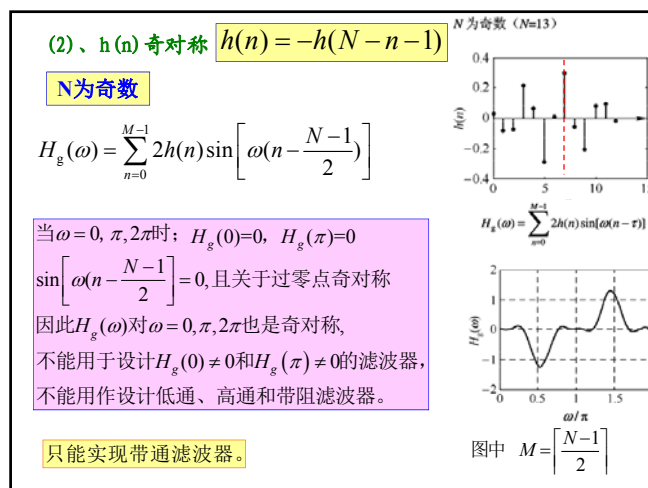 (2)、h(n)奇对称 h(n) = −h(N − n −1)
N为奇数
H_g(ω) = ∑_{n=0}^{M−1} 2h(n) sin[ω(n − (N−1)/2)]
当ω = 0, π, 2π时；H_g(0)=0，H_g(π)=0
sin[ω(n − (N−1)/2)] = 0, 且关于过零点奇对称
因此H_g(ω)对ω = 0, π, 2π也是奇对称,
不能用于设计H_g(0) ≠ 0和H_g(π) ≠ 0的滤波器，
不能用作设计低通、高通和带阻滤波器。
只能实现带通滤波器。
N 为奇数（N=13）
h(n)
0.4
0.2
0
−0.2
−0.4
0 5 10 15
H_g(ω) = ∑_{n=0}^{M−1} 2h(n) sin[ω(n−τ)]
H_g(ω)
2
1
0
−1
−2
0 0.5 1 1.5
ω/π
图中 M = ⌈(N−1)/2⌉